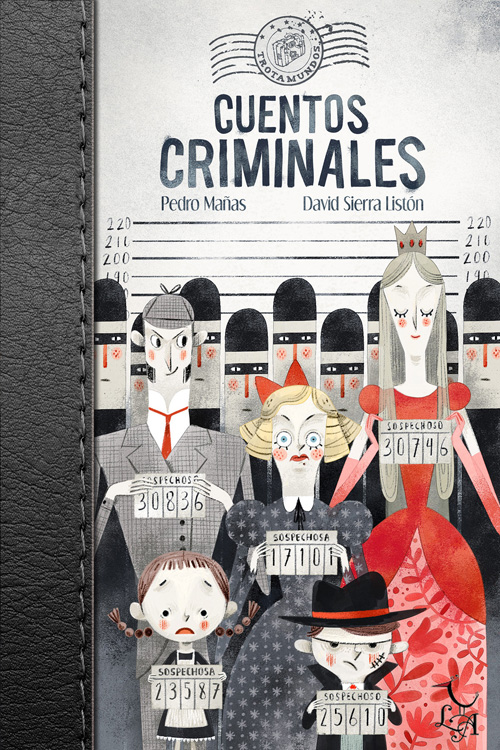 TROTAMUNDOS
CUENTOS
CRIMINALES
Pedro Mañas David Sierra Listón
220 220
210 210
200 200
190 190
SOSPECHOSO
30746
SOSPECHOSO
30836
SOSPECHOSA
17101
SOSPECHOSA
23587
SOSPECHOSO
25610
L A